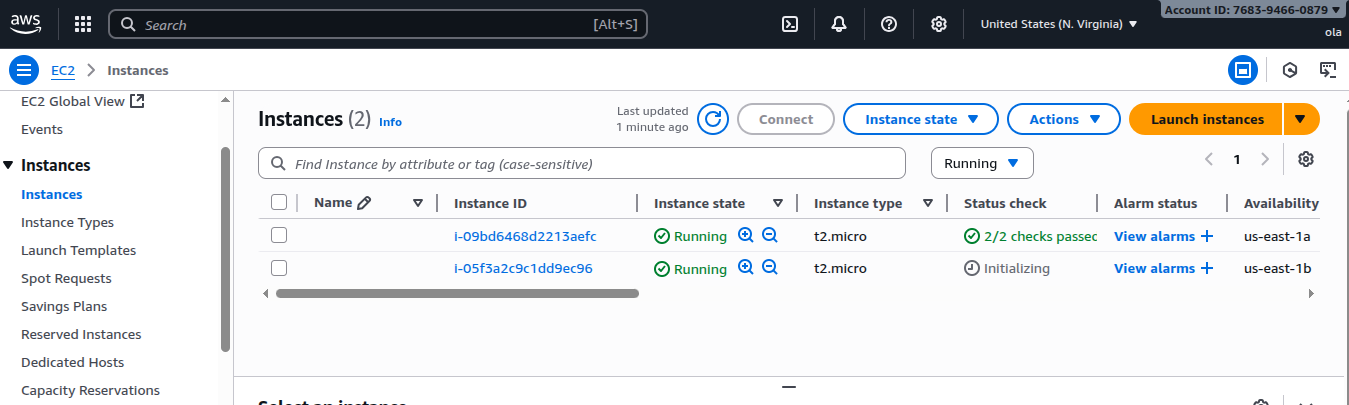 aws
Search [Alt+S]
United States (N. Virginia)
Account ID: 7683-9466-0879
ola
EC2 Instances
EC2 Global View
Events
Instances
Instances
Instance Types
Launch Templates
Spot Requests
Savings Plans
Reserved Instances
Dedicated Hosts
Capacity Reservations
Instances (2) Info
Last updated
1 minute ago
Connect
Instance state
Actions
Launch instances
Find Instance by attribute or tag (case-sensitive)
Running
1
Name Instance ID Instance state Instance type Status check Alarm status Availability
i-09bd6468d2213aefc Running t2.micro 2/2 checks passec View alarms + us-east-1a
i-05f3a2c9c1dd9ec96 Running t2.micro Initializing View alarms + us-east-1b
Select an instance